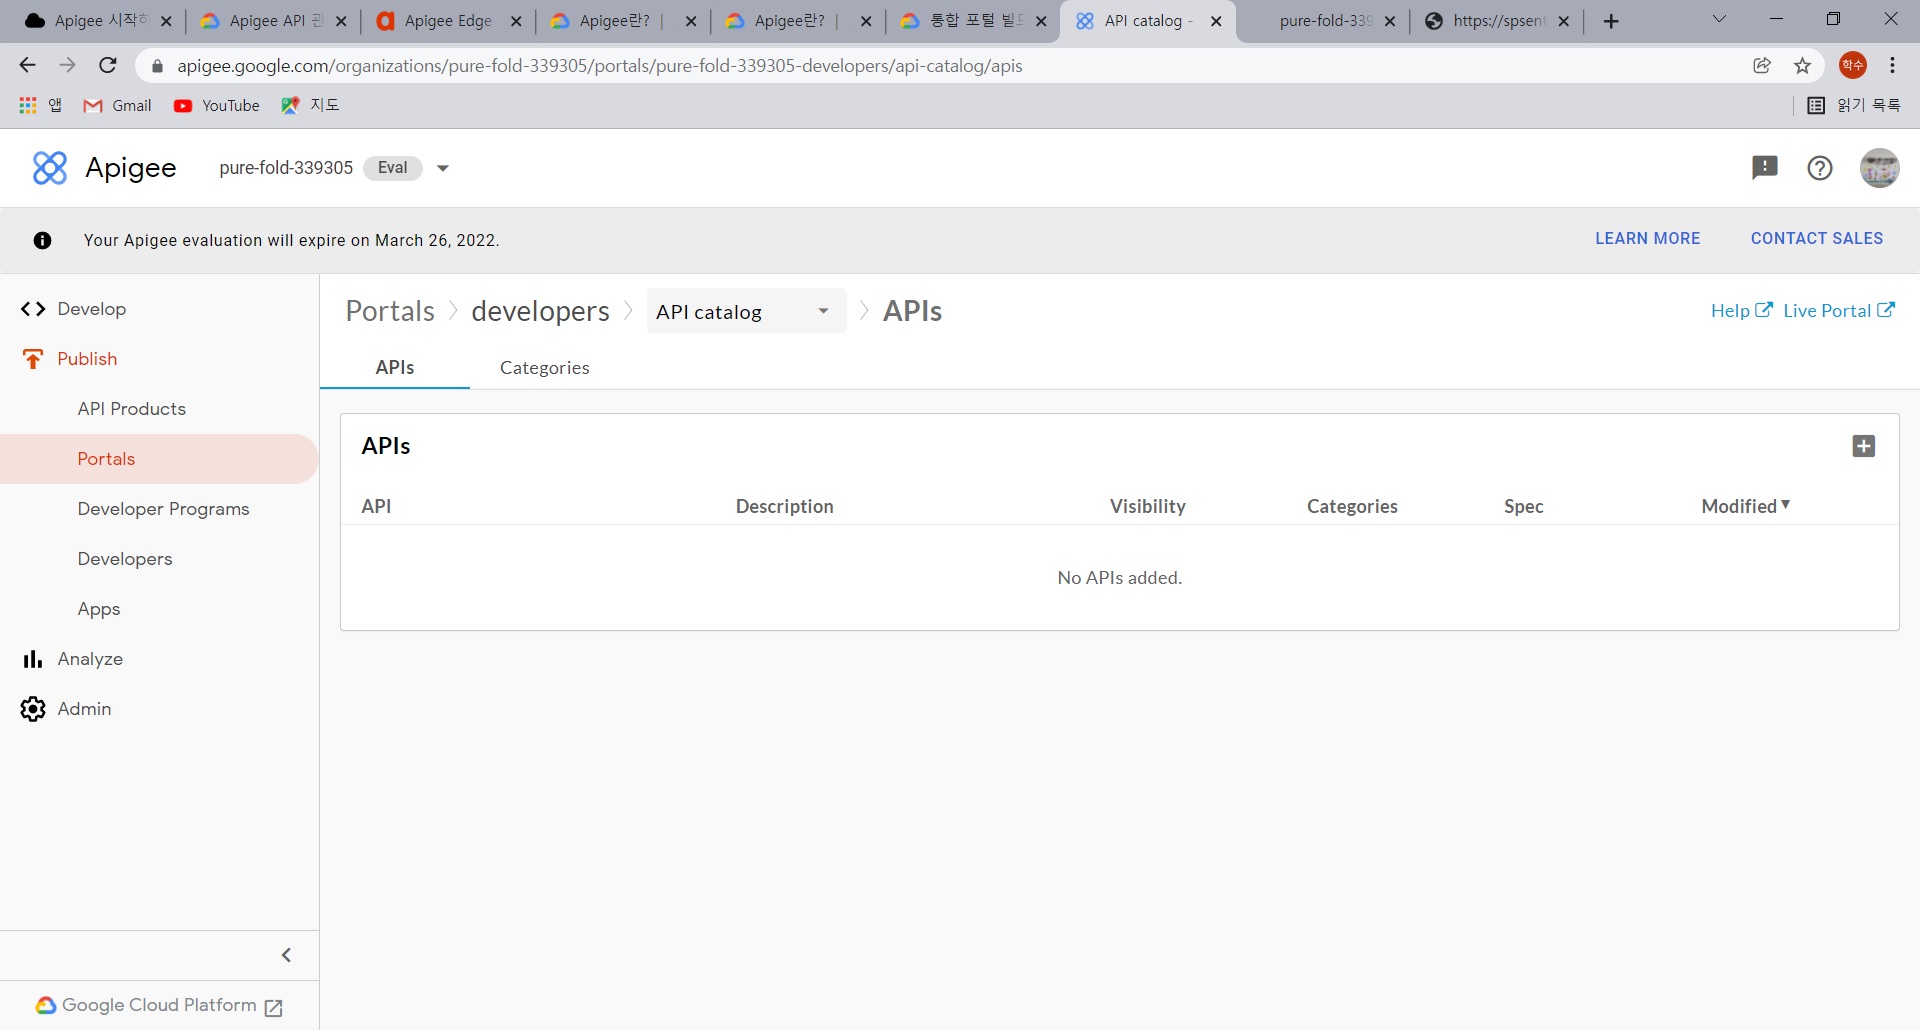 Apigee 시작하
Apigee API 관
Apigee Edge
Apigee란? |
Apigee란? |
통합 포털 빌드
API catalog -
pure-fold-339
https://spsent
apigee.google.com/organizations/pure-fold-339305/portals/pure-fold-339305-developers/api-catalog/apis
학수
앱 Gmail YouTube 지도
읽기 목록
Apigee pure-fold-339305 Eval
Your Apigee evaluation will expire on March 26, 2022.
LEARN MORE CONTACT SALES
Develop
Publish
API Products
Portals
Developer Programs
Developers
Apps
Analyze
Admin
Google Cloud Platform
Portals developers API catalog APIs
Help Live Portal
APIs Categories
APIs
API Description Visibility Categories Spec Modified
No APIs added.